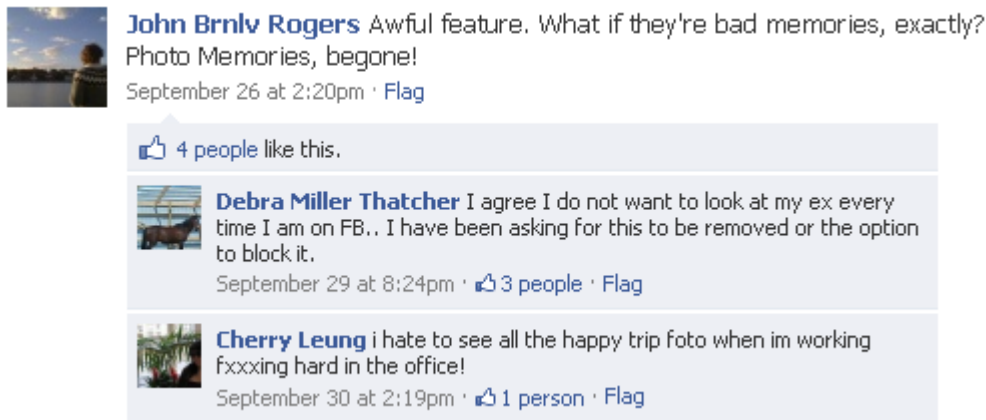 John Brnlv Rogers Awful feature. What if they're bad memories, exactly?
Photo Memories, begone!
September 26 at 2:20pm · Flag
4 people like this.
Debra Miller Thatcher I agree I do not want to look at my ex every
time I am on FB.. I have been asking for this to be removed or the option
to block it.
September 29 at 8:24pm · 3 people · Flag
Cherry Leung i hate to see all the happy trip foto when im working
fxxxing hard in the office!
September 30 at 2:19pm · 1 person · Flag